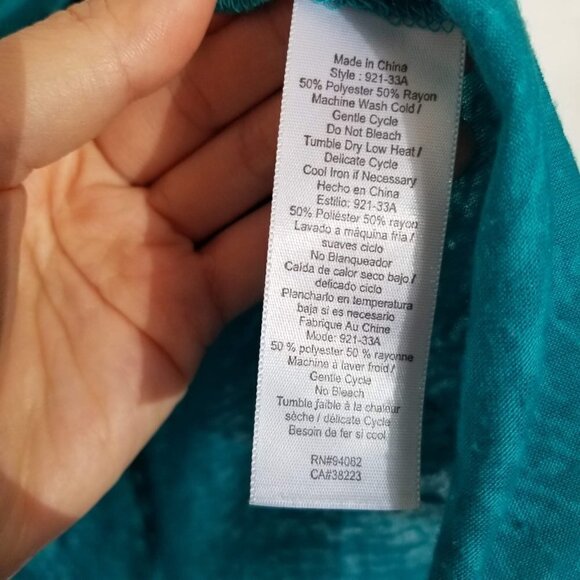 Made in China
Style : 921-33A
50% Polyester 50% Rayon
Machine Wash Cold /
Gentle Cycle
Do Not Bleach
Tumble Dry Low Heat /
Delicate Cycle
Cool Iron if Necessary
Hecho en China
Estilo: 921-33A
50% Poliéster 50% rayon
Lavado a máquina fria /
suaves ciclo
No Blanqueador
Caida de calor seco bajo /
delicado ciclo
Plancharlo en temperatura
baja si es necesario
Fabrique Au Chine
Mode: 921-33A
50 % polyester 50 % rayonne
Machine à laver froid /
Gentle Cycle
No Bleach
Tumble faible à la chaleur
sèche / délicate Cycle
Besoin de fer si cool
RN#94062
CA#38223